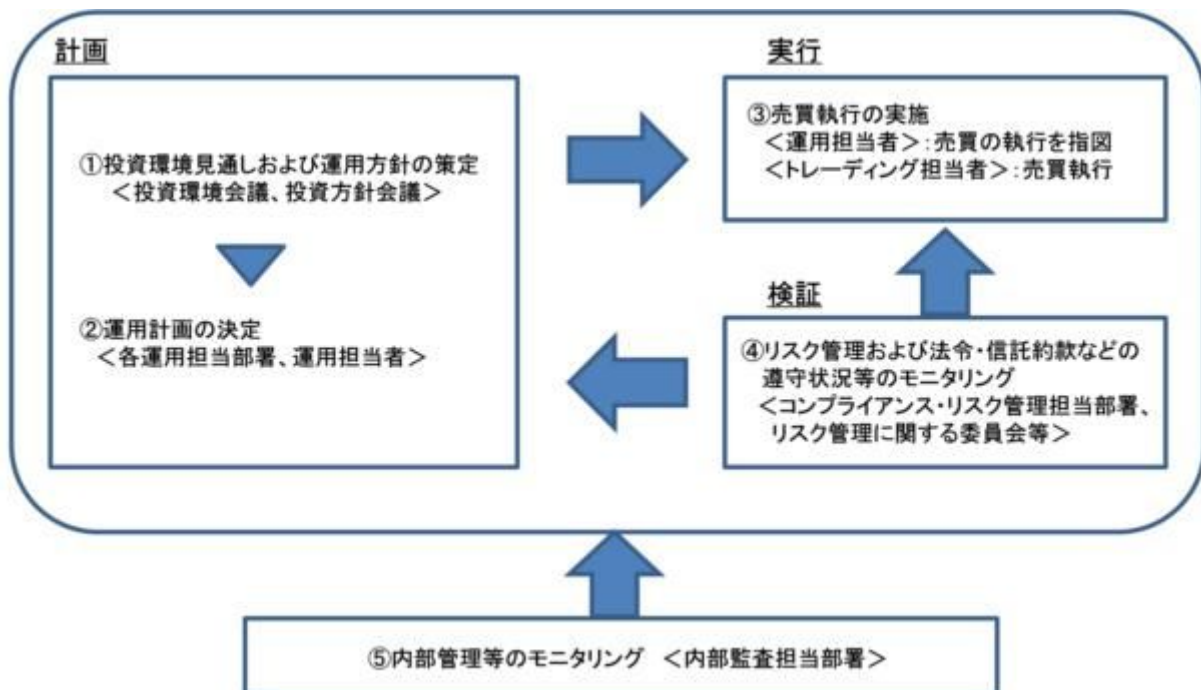 計画
①投資環境見通しおよび運用方針の策定
＜投資環境会議、投資方針会議＞
②運用計画の決定
＜各運用担当部署、運用担当者＞
実行
③売買執行の実施
＜運用担当者＞：売買の執行を指図
＜トレーディング担当者＞：売買執行
検証
④リスク管理および法令・信託約款などの
遵守状況等のモニタリング
＜コンプライアンス・リスク管理担当部署、
リスク管理に関する委員会等＞
⑤内部管理等のモニタリング ＜内部監査担当部署＞